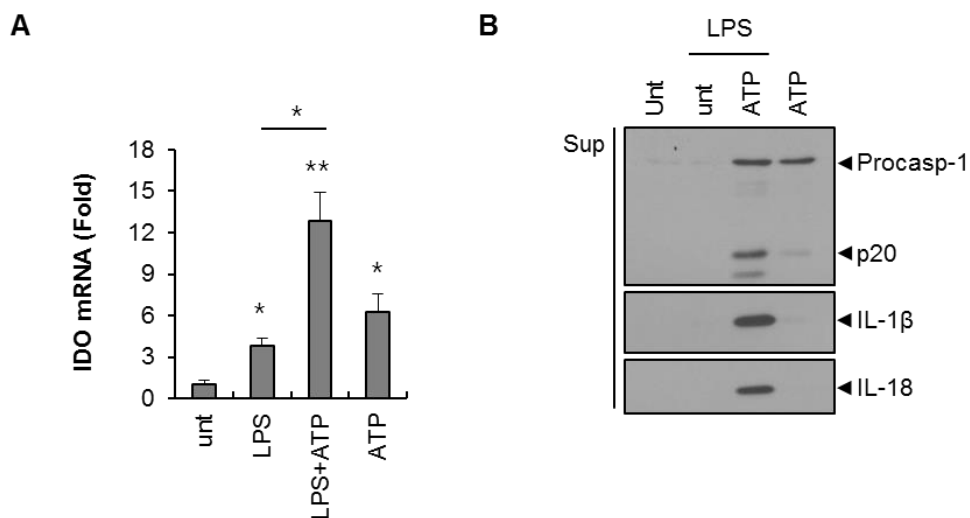 A
*
18
15
12
9
6
3
0
*
**
*
IDO mRNA (Fold)
unt
LPS
LPS+ATP
ATP
B
LPS
Unt
unt
ATP
ATP
Sup
◄Procasp-1
◄p20
◄IL-1β
◄IL-18